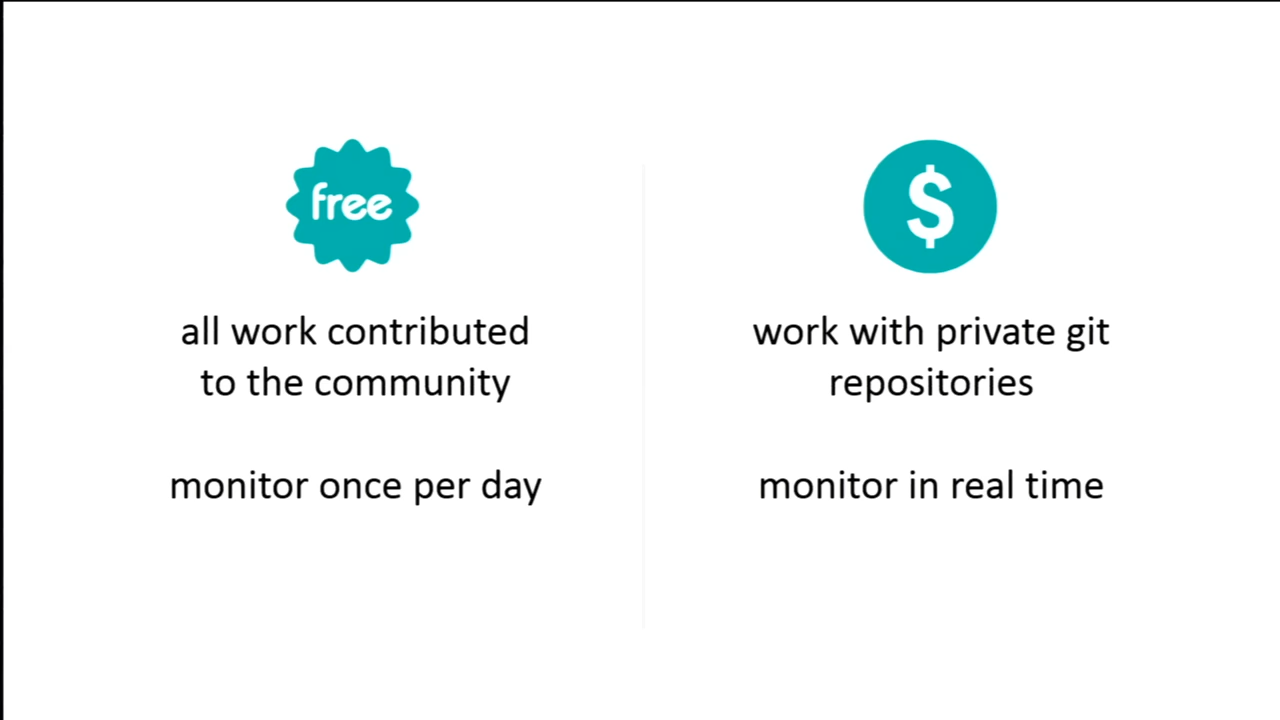 free
all work contributed
to the community
monitor once per day
$
work with private git
repositories
monitor in real time